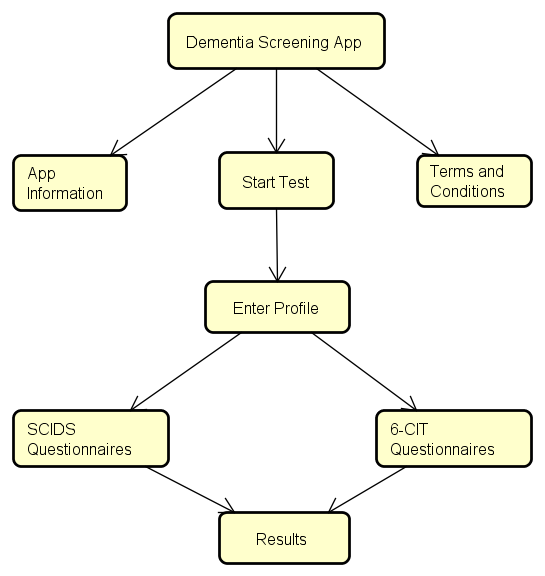 Dementia Screening App
App
Information
Start Test
Terms and
Conditions
Enter Profile
SCIDS
Questionnaires
6-CIT
Questionnaires
Results